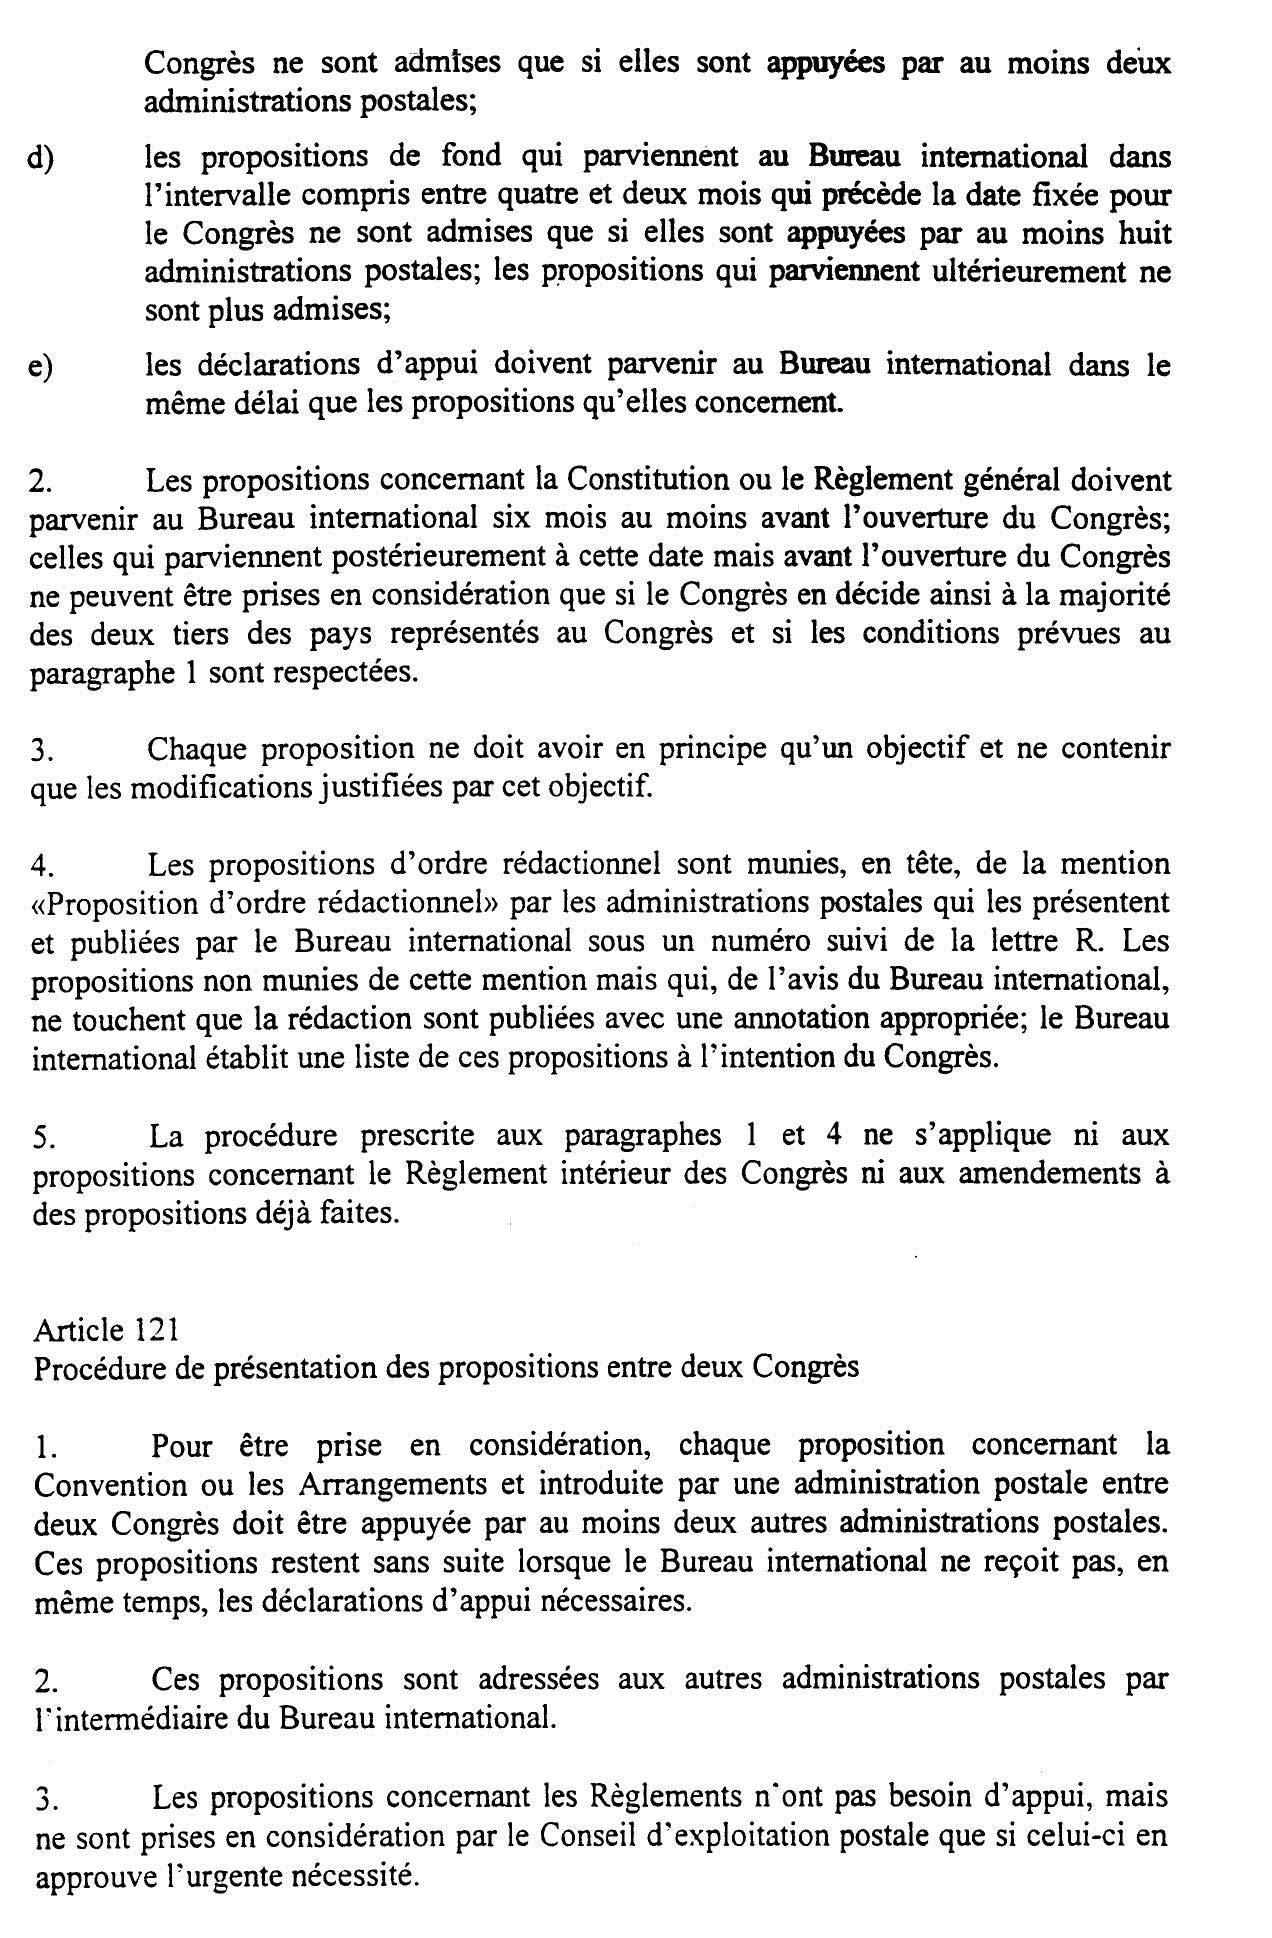 Congrès ne sont admises que si elles sont appuyées par au moins deux
administrations postales;
d) les propositions de fond qui parviennent au Bureau international dans
l'intervalle compris entre quatre et deux mois qui précède la date fixée pour
le Congrès ne sont admises que si elles sont appuyées par au moins huit
administrations postales; les propositions qui parviennent ultérieurement ne
sont plus admises;
e) les déclarations d'appui doivent parvenir au Bureau international dans le
même délai que les propositions qu'elles concernent.
2. Les propositions concernant la Constitution ou le Règlement général doivent
parvenir au Bureau international six mois au moins avant l'ouverture du Congrès;
celles qui parviennent postérieurement à cette date mais avant l'ouverture du Congrès
ne peuvent être prises en considération que si le Congrès en décide ainsi à la majorité
des deux tiers des pays représentés au Congrès et si les conditions prévues au
paragraphe 1 sont respectées.
3. Chaque proposition ne doit avoir en principe qu'un objectif et ne contenir
que les modifications justifiées par cet objectif.
4. Les propositions d'ordre rédactionnel sont munies, en tête, de la mention
«Proposition d'ordre rédactionnel» par les administrations postales qui les présentent
et publiées par le Bureau international sous un numéro suivi de la lettre R. Les
propositions non munies de cette mention mais qui, de l'avis du Bureau international,
ne touchent que la rédaction sont publiées avec une annotation appropriée; le Bureau
international établit une liste de ces propositions à l'intention du Congrès.
5. La procédure prescrite aux paragraphes 1 et 4 ne s'applique ni aux
propositions concernant le Règlement intérieur des Congrès ni aux amendements à
des propositions déjà faites.
Article 121
Procédure de présentation des propositions entre deux Congrès
1. Pour être prise en considération, chaque proposition concernant la
Convention ou les Arrangements et introduite par une administration postale entre
deux Congrès doit être appuyée par au moins deux autres administrations postales.
Ces propositions restent sans suite lorsque le Bureau international ne reçoit pas, en
même temps, les déclarations d'appui nécessaires.
2. Ces propositions sont adressées aux autres administrations postales par
l'intermédiaire du Bureau international.
3. Les propositions concernant les Règlements n'ont pas besoin d'appui, mais
ne sont prises en considération par le Conseil d'exploitation postale que si celui-ci en
approuve l'urgente nécessité.